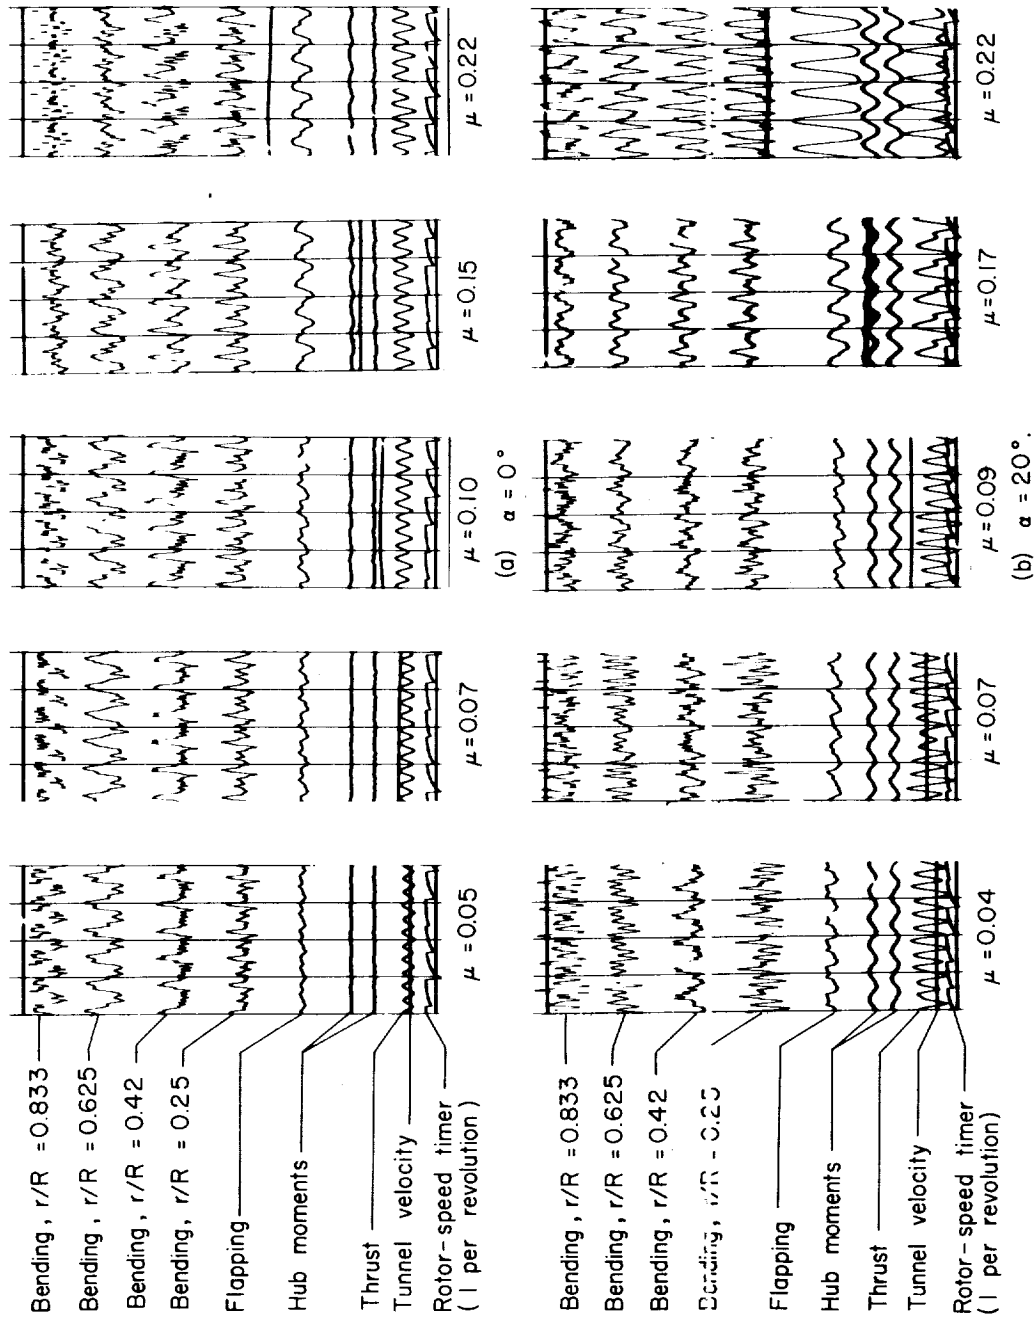 Bending, r/R = 0.833
Bending, r/R = 0.625
Bending, r/R = 0.42
Bending, r/R = 0.25
Flapping
Hub moments
Thrust
Tunnel velocity
Rotor-speed timer
(1 per revolution)
μ = 0.05
μ = 0.07
μ = 0.10
μ = 0.15
μ = 0.22
(a) α = 0°
Bending, r/R = 0.833
Bending, r/R = 0.625
Bending, r/R = 0.42
Bending, r/R = 0.25
Flapping
Hub moments
Thrust
Tunnel velocity
Rotor-speed timer
(1 per revolution)
μ = 0.04
μ = 0.07
μ = 0.09
μ = 0.17
μ = 0.22
(b) α = 20°.